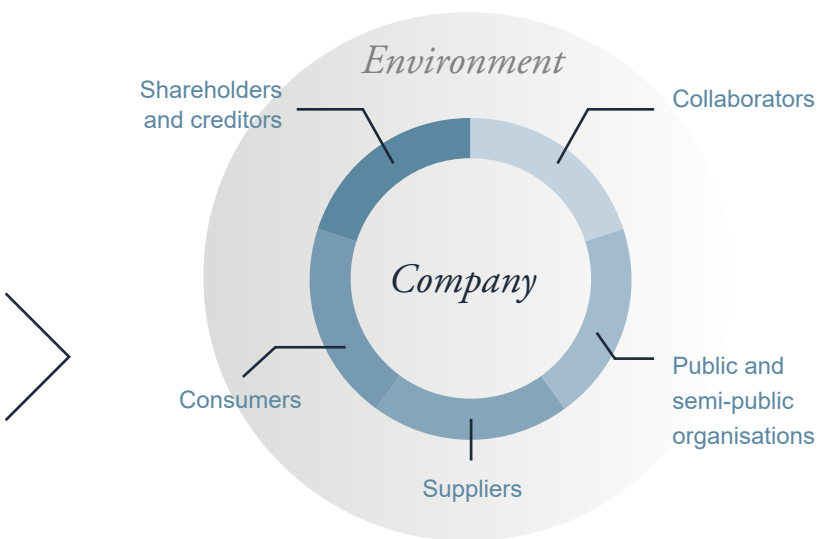 Environment
Shareholders
and creditors
Collaborators
Company
Public and
semi-public
organisations
Consumers
Suppliers